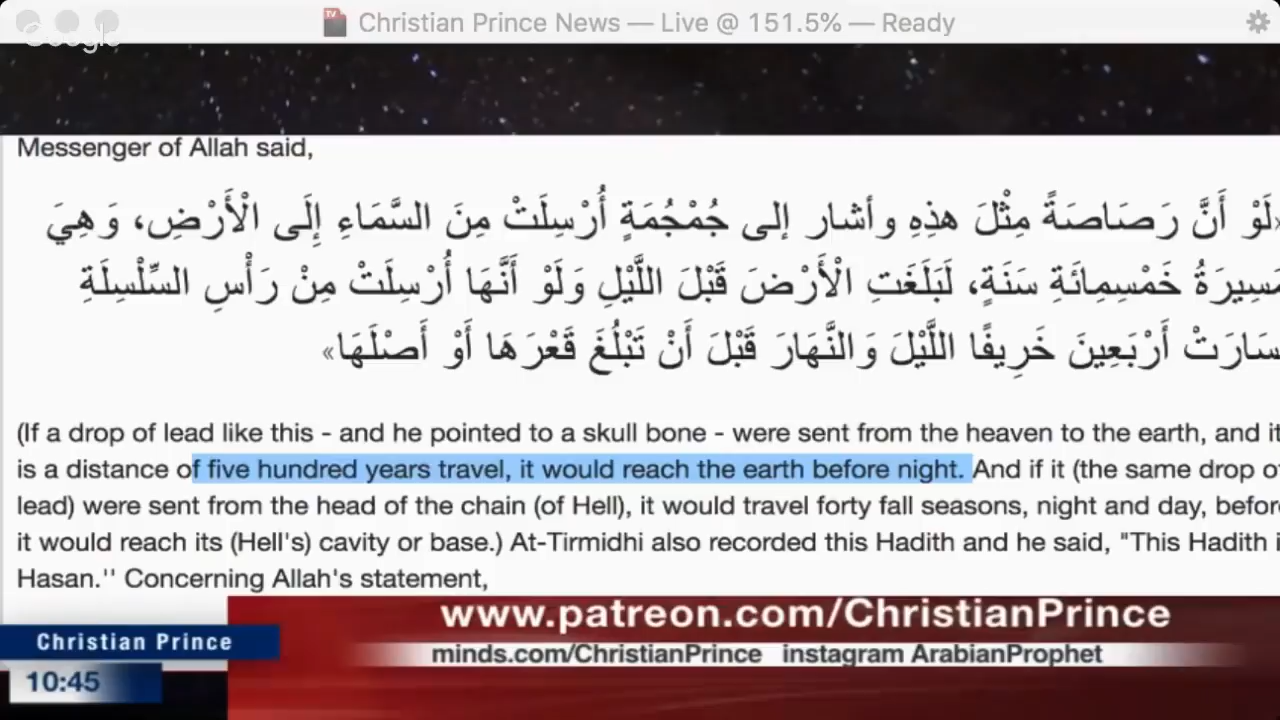 Christian Prince News — Live @ 151.5% — Ready
TV
Google
Messenger of Allah said,
«لَوْ أَنَّ رَصَاصَةً مِثْلَ هذِهِ وأشار إلى جُمْجُمَةٍ أُرْسِلَتْ مِنَ السَّمَاءِ إِلَى الْأَرْضِ، وَهِيَ
مَسِيرَةُ خَمْسِمِائَةِ سَنَةٍ، لَبَلَغَتِ الْأَرْضَ قَبْلَ اللَّيْلِ وَلَوْ أَنَّهَا أُرْسِلَتْ مِنْ رَأْسِ السِّلْسِلَةِ
سَارَتْ أَرْبَعِينَ خَرِيفًا اللَّيْلَ وَالنَّهَارَ قَبْلَ أَنْ تَبْلُغَ قَعْرَهَا أَوْ أَصْلَهَا»
(If a drop of lead like this - and he pointed to a skull bone - were sent from the heaven to the earth, and it
is a distance of five hundred years travel, it would reach the earth before night. And if it (the same drop of
lead) were sent from the head of the chain (of Hell), it would travel forty fall seasons, night and day, before
it would reach its (Hell's) cavity or base.) At-Tirmidhi also recorded this Hadith and he said, "This Hadith i
Hasan.'' Concerning Allah's statement,
www.patreon.com/ChristianPrince
Christian Prince
minds.com/ChristianPrince instagram ArabianProphet
10:45